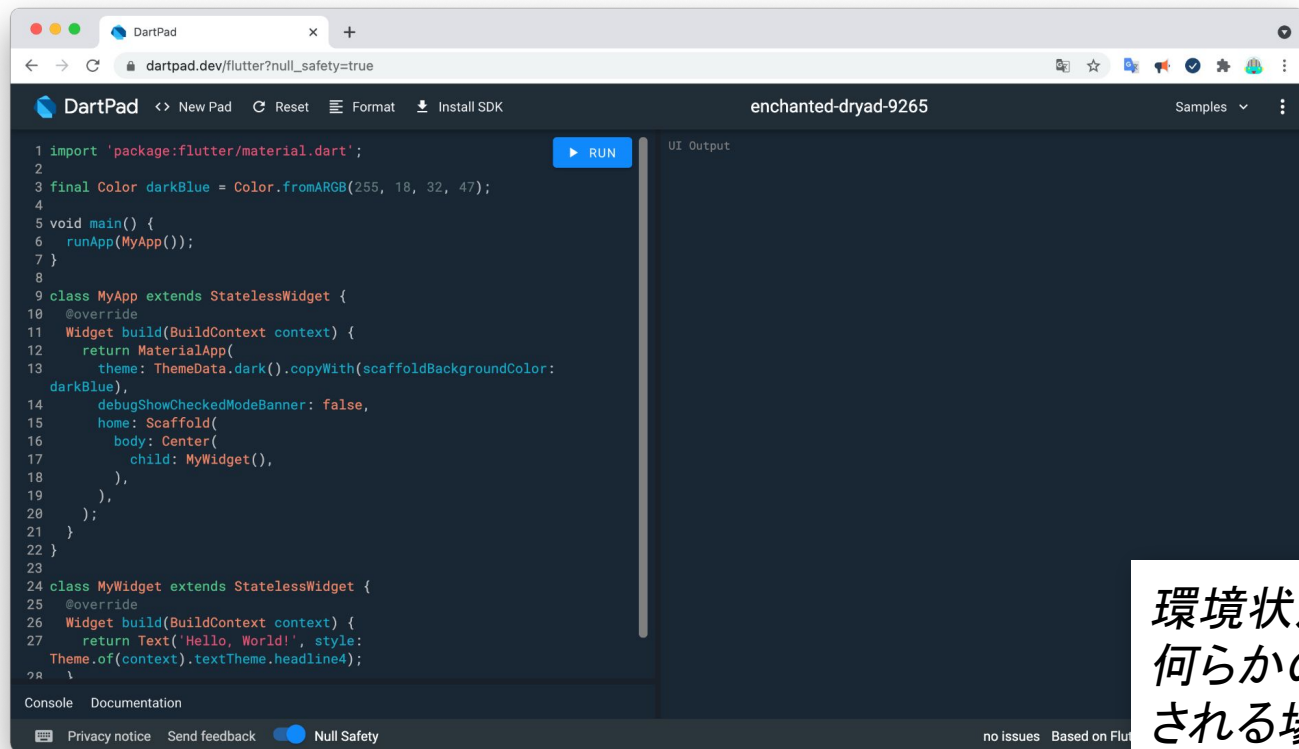 DartPad
dartpad.dev/flutter?null_safety=true
DartPad <> New Pad Reset Format Install SDK enchanted-dryad-9265 Samples
RUN
UI Output
1 import 'package:flutter/material.dart';
2
3 final Color darkBlue = Color.fromARGB(255, 18, 32, 47);
4
5 void main() {
6 runApp(MyApp());
7 }
8
9 class MyApp extends StatelessWidget {
10 @override
11 Widget build(BuildContext context) {
12 return MaterialApp(
13 theme: ThemeData.dark().copyWith(scaffoldBackgroundColor:
darkBlue),
14 debugShowCheckedModeBanner: false,
15 home: Scaffold(
16 body: Center(
17 child: MyWidget(),
18 ),
19 ),
20 );
21 }
22 }
23
24 class MyWidget extends StatelessWidget {
25 @override
26 Widget build(BuildContext context) {
27 return Text('Hello, World!', style:
Theme.of(context).textTheme.headline4);
28 }
Console Documentation
Privacy notice Send feedback Null Safety no issues Based on
環境状
何らかの
される